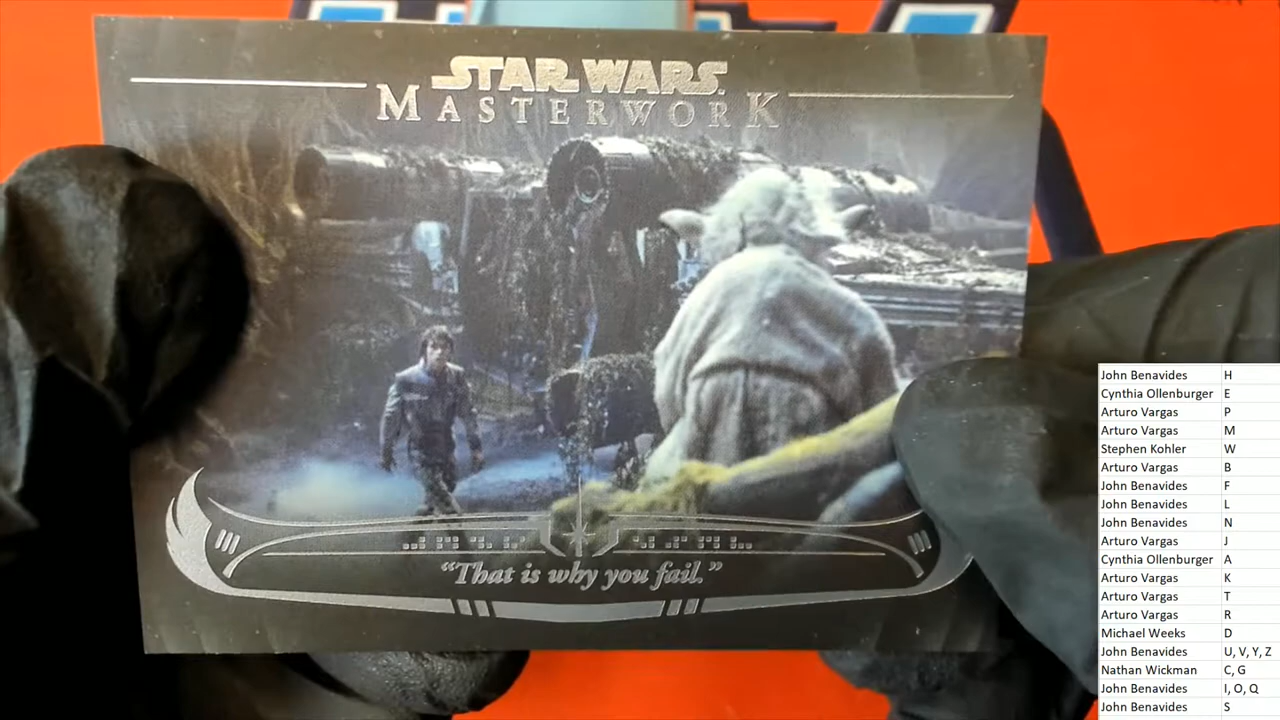 STAR WARS
MASTERWORK
“That is why you fail.”
John Benavides H
Cynthia Ollenburger E
Arturo Vargas P
Arturo Vargas M
Stephen Kohler W
Arturo Vargas B
John Benavides F
John Benavides L
John Benavides N
Arturo Vargas J
Cynthia Ollenburger A
Arturo Vargas K
Arturo Vargas T
Arturo Vargas R
Michael Weeks D
John Benavides U, V, Y, Z
Nathan Wickman C, G
John Benavides I, O, Q
John Benavides S